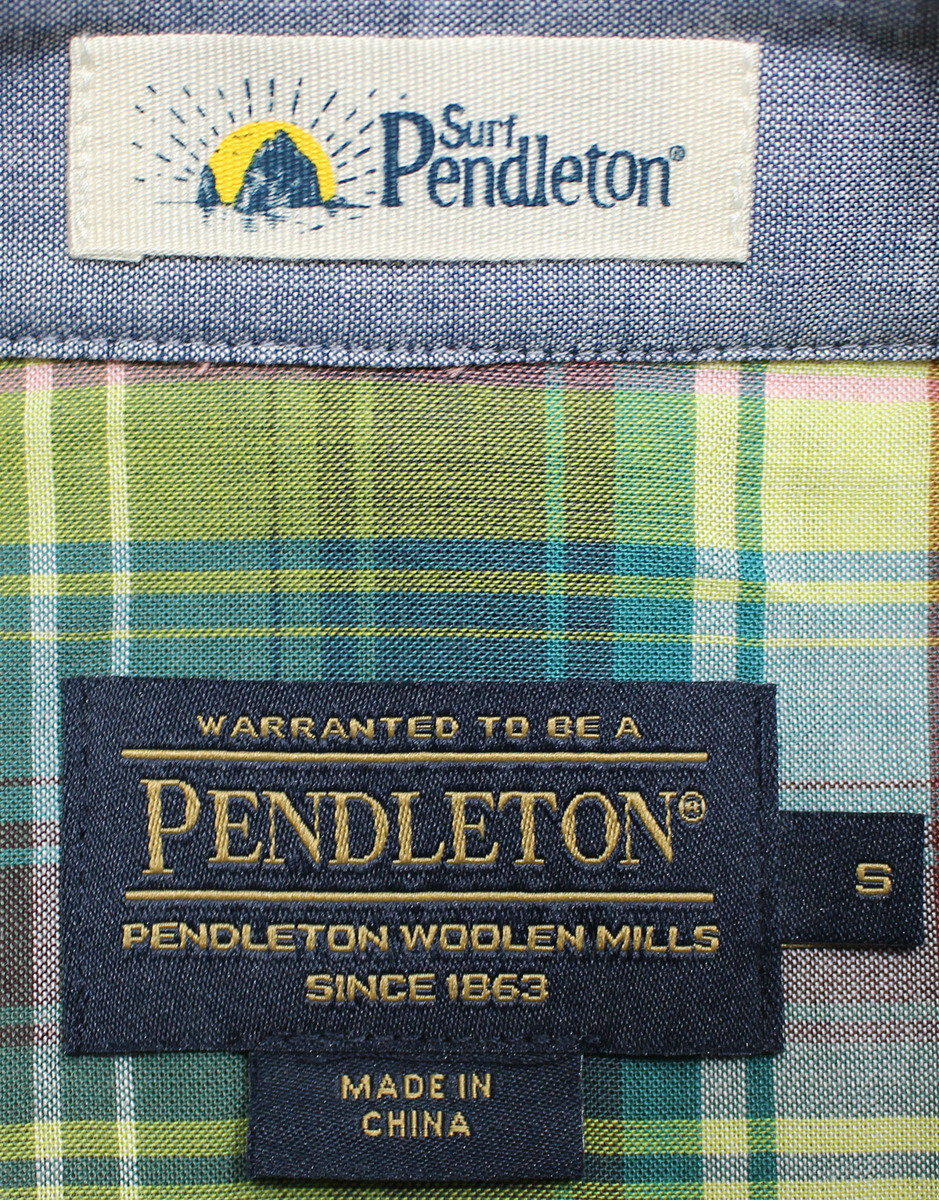 Surf
Pendleton®
WARRANTED TO BE A
PENDLETON®
S
PENDLETON WOOLEN MILLS
SINCE 1863
MADE IN
CHINA